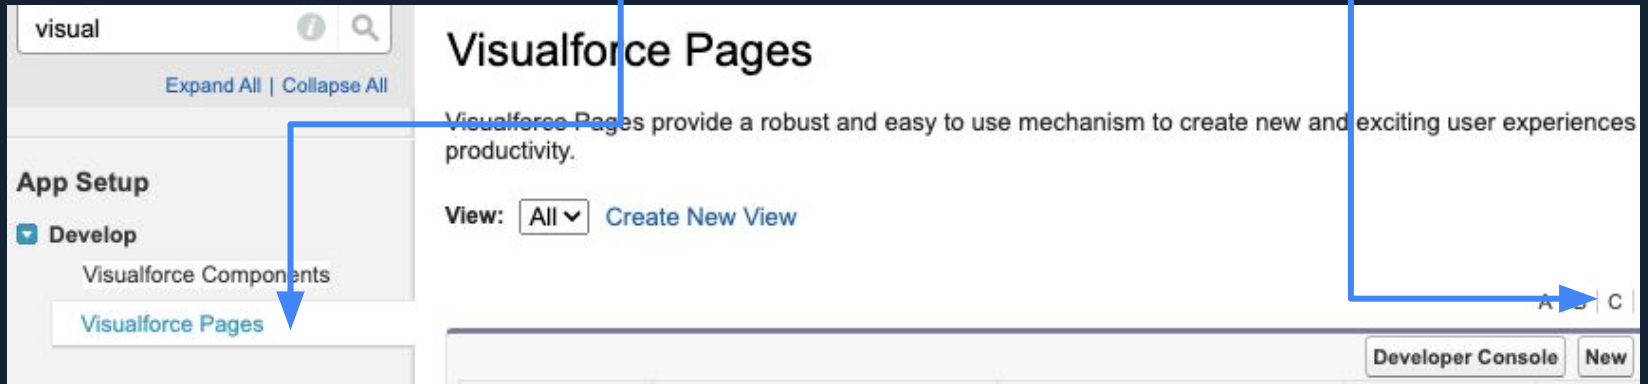 visual
Expand All | Collapse All
App Setup
Develop
Visualforce Components
Visualforce Pages
Visualforce Pages
Visualforce Pages provide a robust and easy to use mechanism to create new and exciting user experiences
productivity.
View: All Create New View
A B | C |
Developer Console New